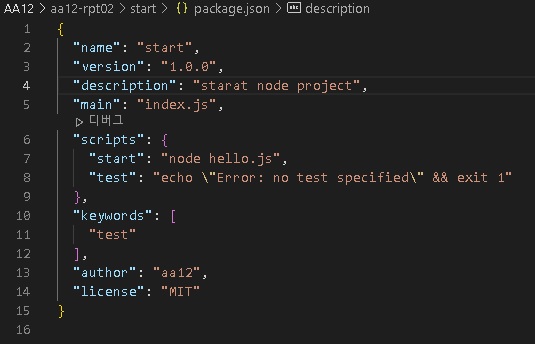 AA12 > aa12-rpt02 > start > {} package.json > abc description
1 {
2 "name": "start",
3 "version": "1.0.0",
4 "description": "starat node project",
5 "main": "index.js",
▷ 디버그
6 "scripts": {
7 "start": "node hello.js",
8 "test": "echo \"Error: no test specified\" && exit 1"
9 },
10 "keywords": [
11 "test"
12 ],
13 "author": "aa12",
14 "license": "MIT"
15 }
16